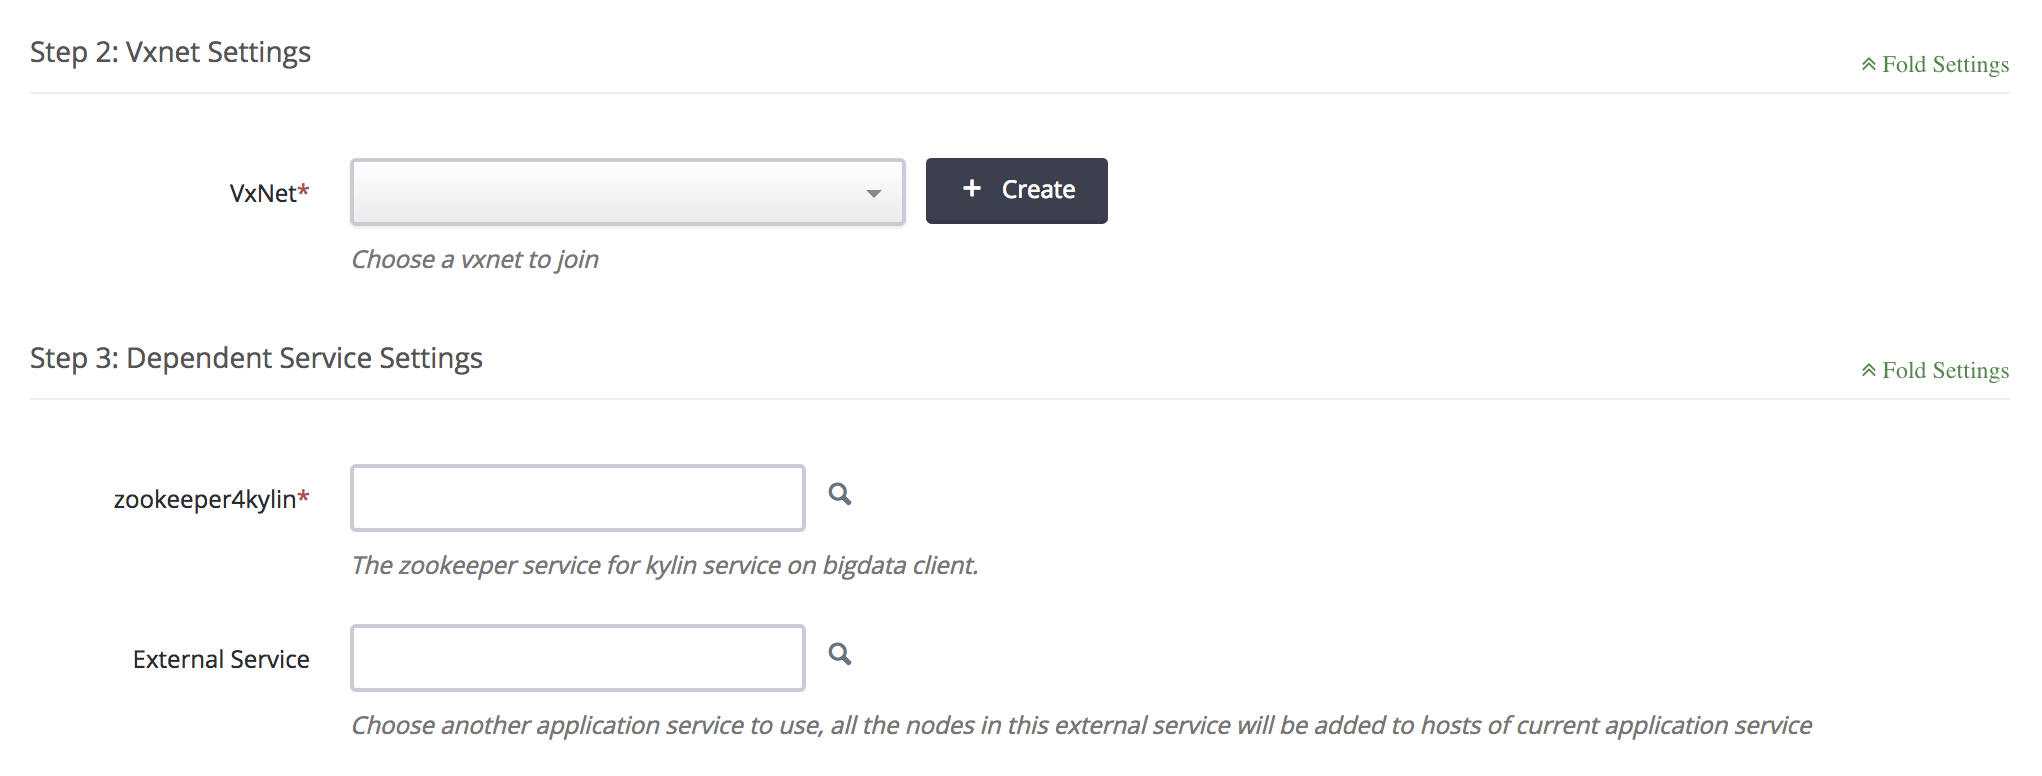 Step 2: Vxnet Settings
Fold Settings
VxNet*
+ Create
Choose a vxnet to join
Step 3: Dependent Service Settings
Fold Settings
zookeeper4kylin*
The zookeeper service for kylin service on bigdata client.
External Service
Choose another application service to use, all the nodes in this external service will be added to hosts of current application service